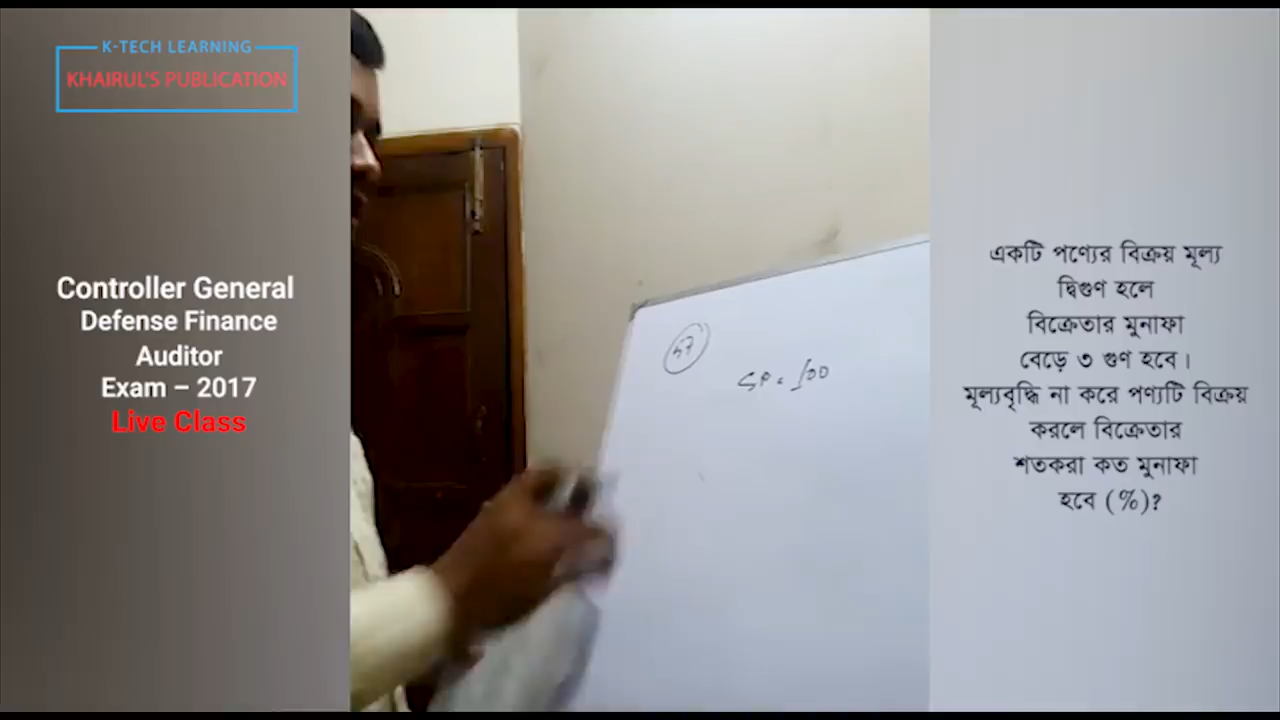 K-TECH LEARNING
KHAIRUL'S PUBLICATION
Controller General
Defense Finance
Auditor
Exam – 2017
Live Class
SP = 100
একটি পণ্যের বিক্রয় মূল্য
দ্বিগুণ হলে
বিক্রেতার মুনাফা
বেড়ে ৩ গুণ হবে।
মূল্যবৃদ্ধি না করে পণ্যটি বিক্রয়
করলে বিক্রেতার
শতকরা কত মুনাফা
হবে (%)?